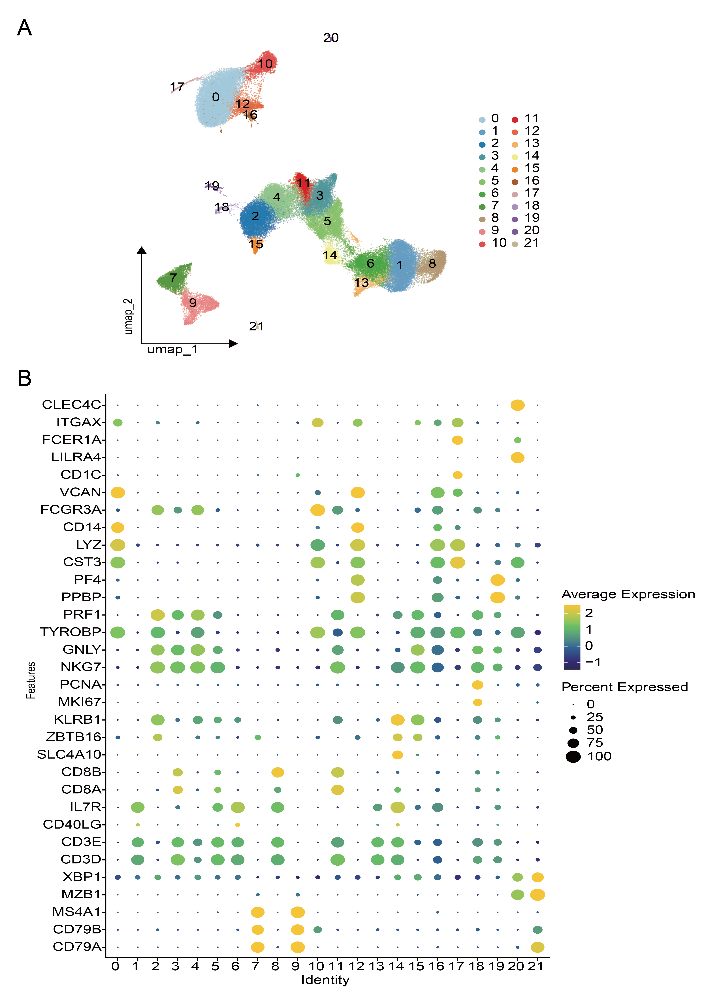 A
20
10
17
0
12
16
0 11
1 12
2 13
3 14
4 15
5 16
6 17
7 18
8 19
9 20
10 21
11
19
4
3
18
2
5
15
14
6
1
8
7
13
9
21
umap_2
umap_1
B
CLEC4C
ITGAX
FCER1A
LILRA4
CD1C
VCAN
FCGR3A
CD14
LYZ
CST3
PF4
PPBP
PRF1
TYROBP
GNLY
NKG7
PCNA
MKI67
KLRB1
ZBTB16
SLC4A10
CD8B
CD8A
IL7R
CD40LG
CD3E
CD3D
XBP1
MZB1
MS4A1
CD79B
CD79A
Features
0 1 2 3 4 5 6 7 8 9 10 11 12 13 14 15 16 17 18 19 20 21
Identity
Average Expression
2
1
0
−1
Percent Expressed
0
25
50
75
100